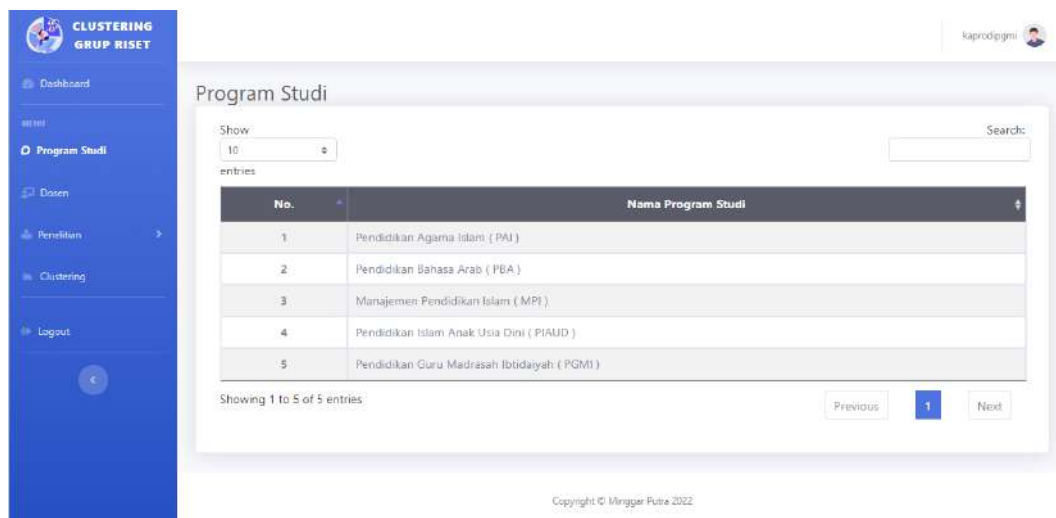 CLUSTERING
GRUP RISET
kaprodipgmi
Dashboard
MENU
Program Studi
Dosen
Penelitian
Clustering
Logout
Program Studi
Show
10
entries
Search:
No. Nama Program Studi
1 Pendidikan Agama Islam ( PAI )
2 Pendidikan Bahasa Arab ( PBA )
3 Manajemen Pendidikan Islam ( MPI )
4 Pendidikan Islam Anak Usia Dini ( PIAUD )
5 Pendidikan Guru Madrasah Ibtidaiyah ( PGMI )
Showing 1 to 5 of 5 entries
Previous 1 Next
Copyright © Minggar Putra 2022